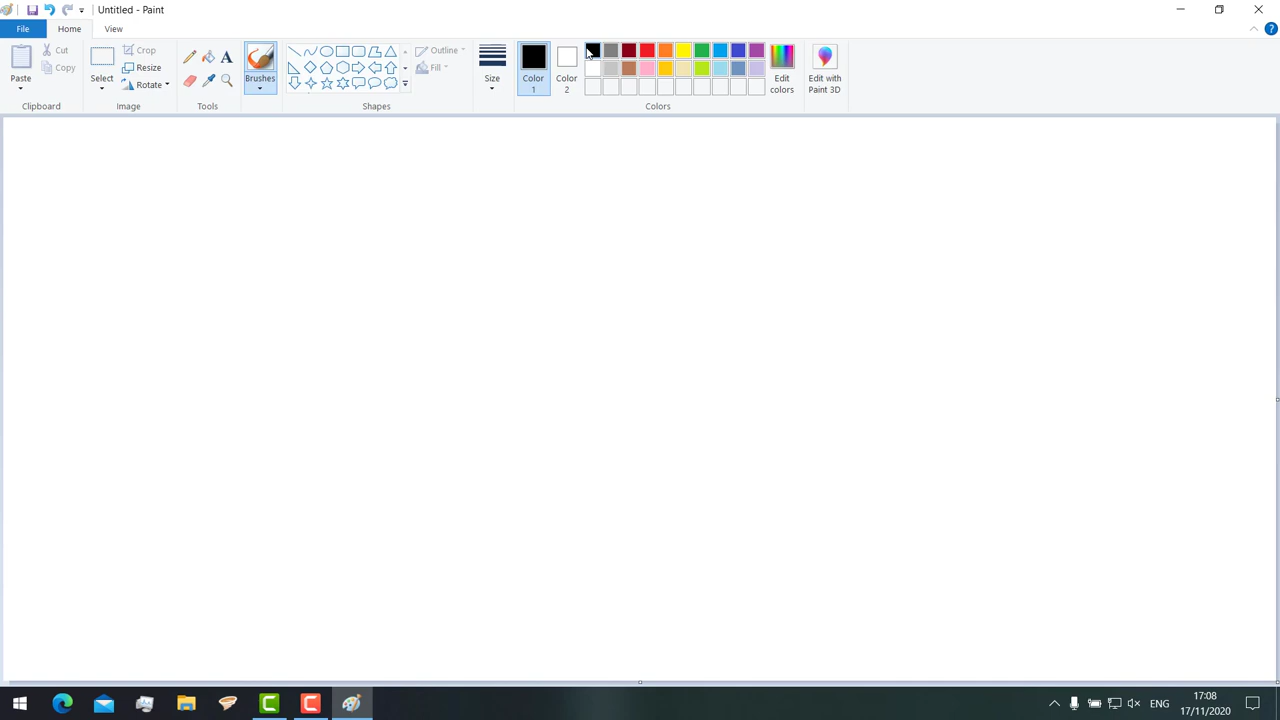 Untitled - Paint
File Home View
Paste
Cut
Copy
Clipboard
Select
Crop
Resize
Rotate
Image
A
Tools
Brushes
Outline
Fill
Shapes
Size
Color 1
Color 2
Colors
Edit colors
Edit with Paint 3D
ENG
17:08
17/11/2020